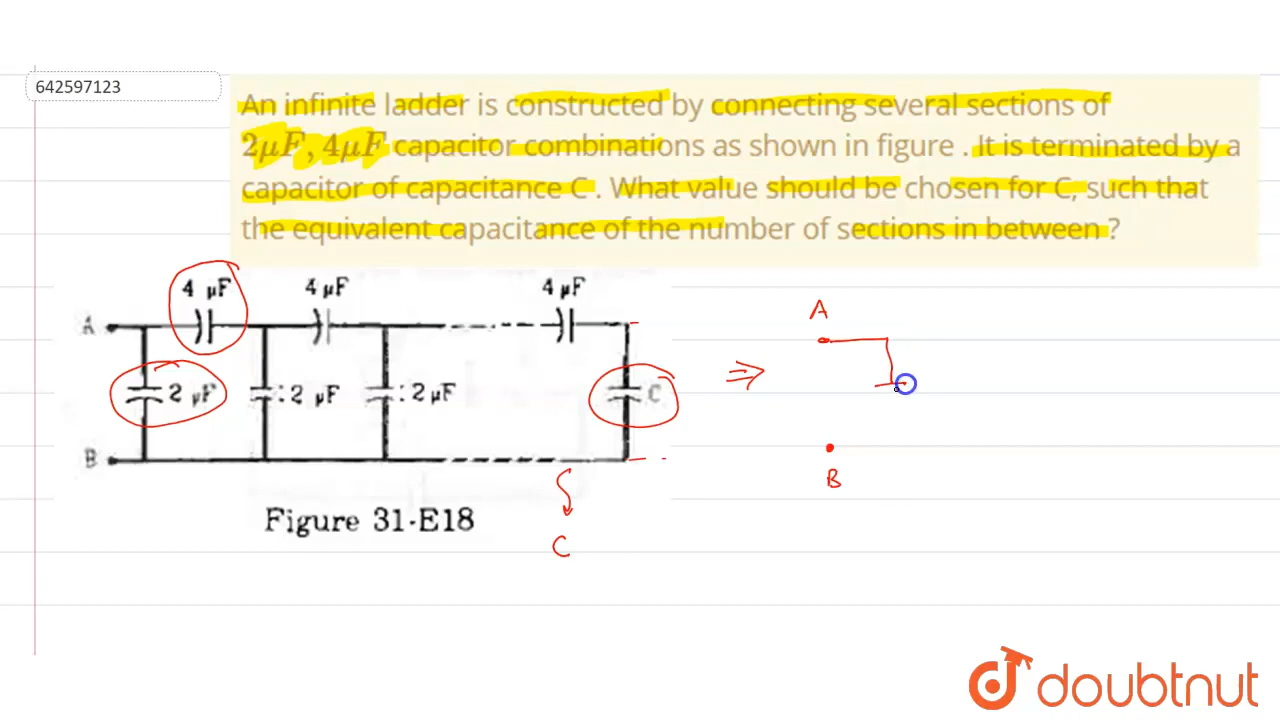 642597123
An infinite ladder is constructed by connecting several sections of
2μF, 4μF capacitor combinations as shown in figure . It is terminated by a
capacitor of capacitance C . What value should be chosen for C, such that
the equivalent capacitance of the number of sections in between ?
4 μF 4 μF 4 μF
A
A
2 μF : 2 μF : 2 μF C
⇒
B
B
Figure 31-E18
C
doubtnut